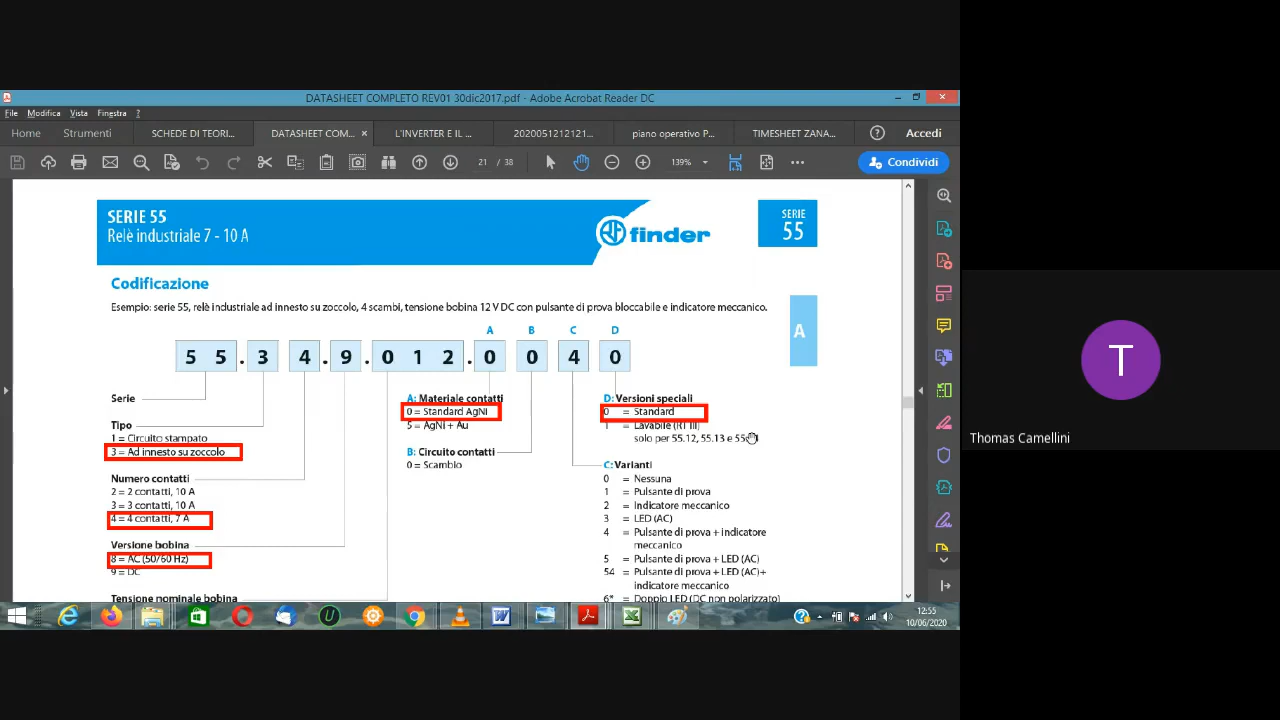 DATASHEET COMPLETO REV01 30dic2017.pdf - Adobe Acrobat Reader DC
File Modifica Vista Finestra ?
Home Strumenti SCHEDE DI TEORI... DATASHEET COM... × L'INVERTER E IL ... 2020051212121... piano operativo P... TIMESHEET ZANA... Accedi
21 / 38 139% Condividi
SERIE 55
Relè industriale 7 - 10 A
finder
SERIE
55
Codificazione
Esempio: serie 55, relè industriale ad innesto su zoccolo, 4 scambi, tensione bobina 12 V DC con pulsante di prova bloccabile e indicatore meccanico.
A
A B C D
5 5 . 3 4 . 9 . 0 1 2 . 0 0 4 0
Serie
Tipo
1 = Circuito stampato
3 = Ad innesto su zoccolo
Numero contatti
2 = 2 contatti, 10 A
3 = 3 contatti, 10 A
4 = 4 contatti, 7 A
Versione bobina
8 = AC (50/60 Hz)
9 = DC
Tensione nominale bobina
A: Materiale contatti
0 = Standard AgNi
5 = AgNi + Au
B: Circuito contatti
0 = Scambio
D: Versioni speciali
0 = Standard
1 = Lavabile (RT III)
solo per 55.12, 55.13 e
C: Varianti
0 = Nessuna
1 = Pulsante di prova
2 = Indicatore meccanico
3 = LED (AC)
4 = Pulsante di prova + indicatore
meccanico
5 = Pulsante di prova + LED (AC)
54 = Pulsante di prova + LED (AC)+
indicatore meccanico
6* = Doppio LED (DC non polarizzato)
12:55
10/06/2020
T
Thomas Camellini